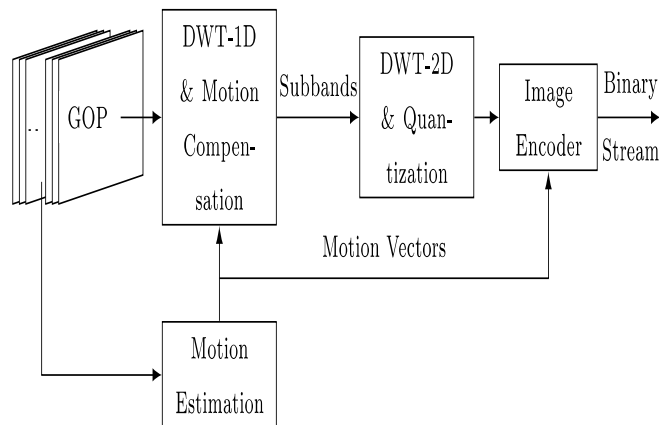 GOP
..
DWT-1D
& Motion
Compen-
sation
Subbands
DWT-2D
& Quan-
tization
Image
Encoder
Binary
Stream
Motion Vectors
Motion
Estimation